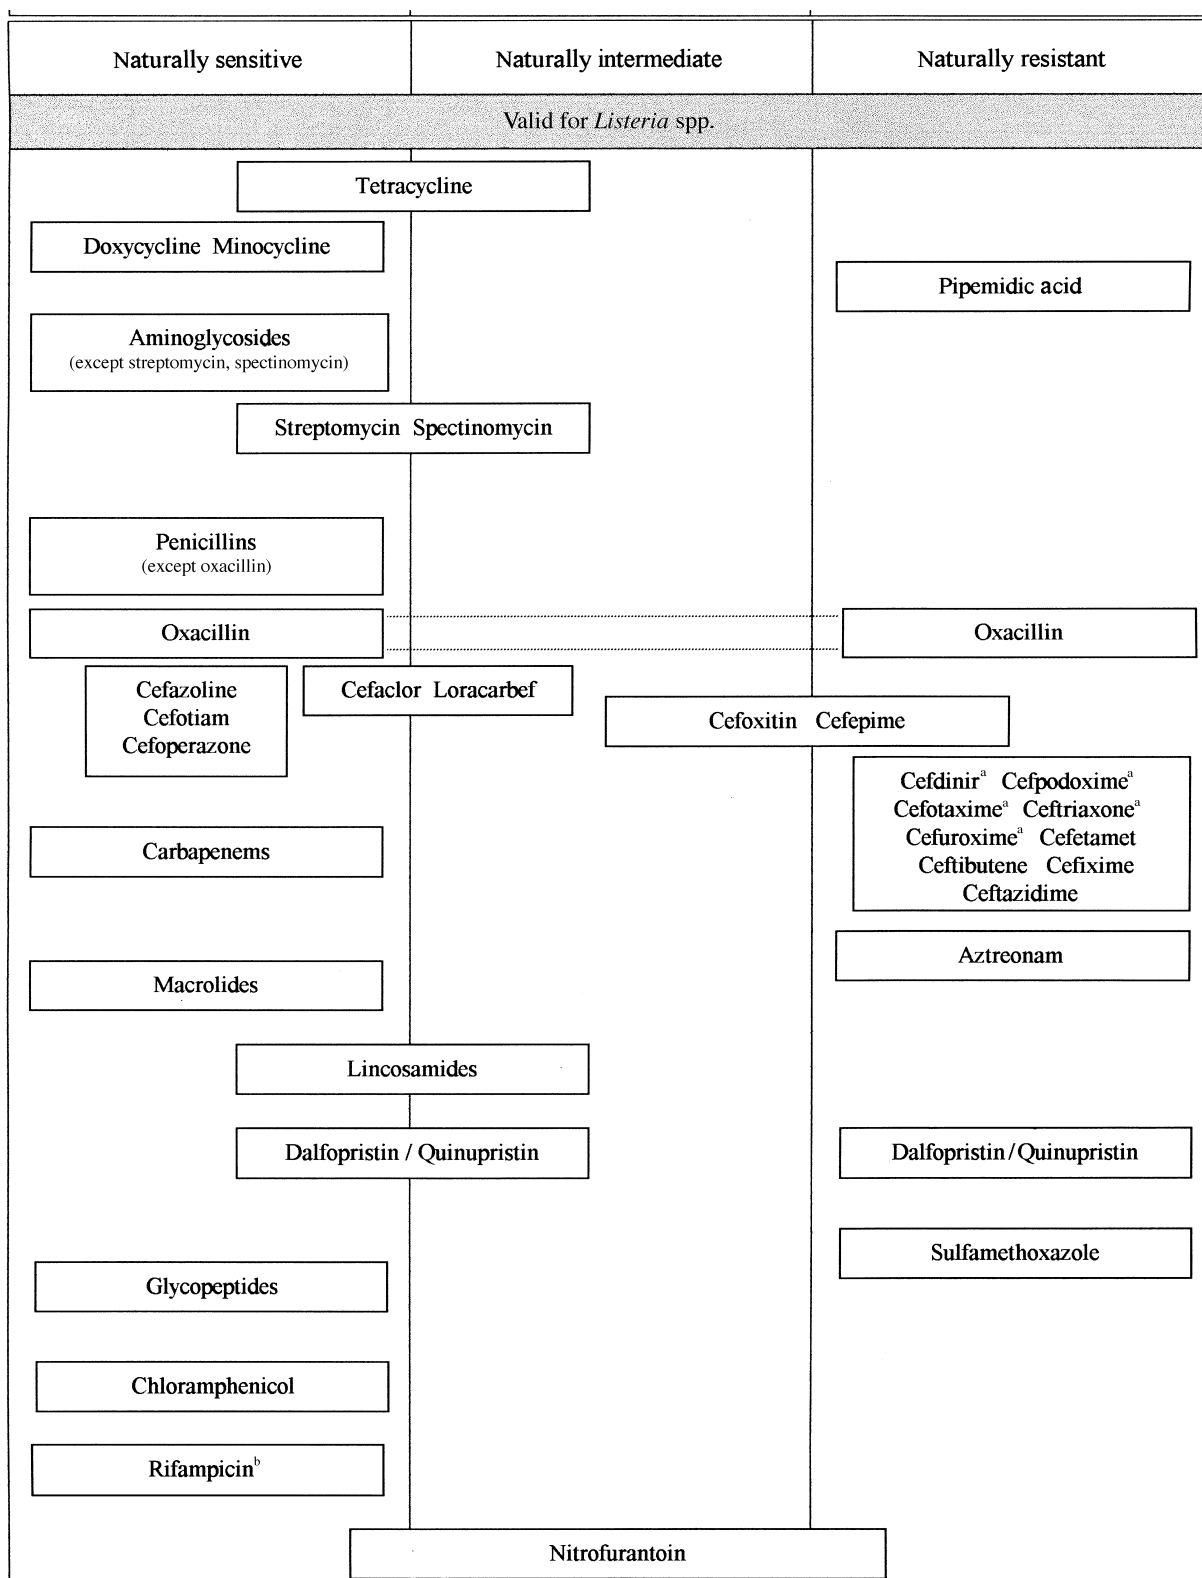 Naturally sensitive
Naturally intermediate
Naturally resistant
Valid for Listeria spp.
Tetracycline
Doxycycline Minocycline
Pipemidic acid
Aminoglycosides
(except streptomycin, spectinomycin)
Streptomycin Spectinomycin
Penicillins
(except oxacillin)
Oxacillin
Oxacillin
Cefazoline
Cefotiam
Cefoperazone
Cefaclor Loracarbef
Cefoxitin Cefepime
Cefdinirᵃ Cefpodoximeᵃ
Cefotaximeᵃ Ceftriaxoneᵃ
Cefuroximeᵃ Cefetamet
Ceftibutene Cefixime
Ceftazidime
Carbapenems
Aztreonam
Macrolides
Lincosamides
Dalfopristin / Quinupristin
Dalfopristin/Quinupristin
Sulfamethoxazole
Glycopeptides
Chloramphenicol
Rifampicinᵇ
Nitrofurantoin